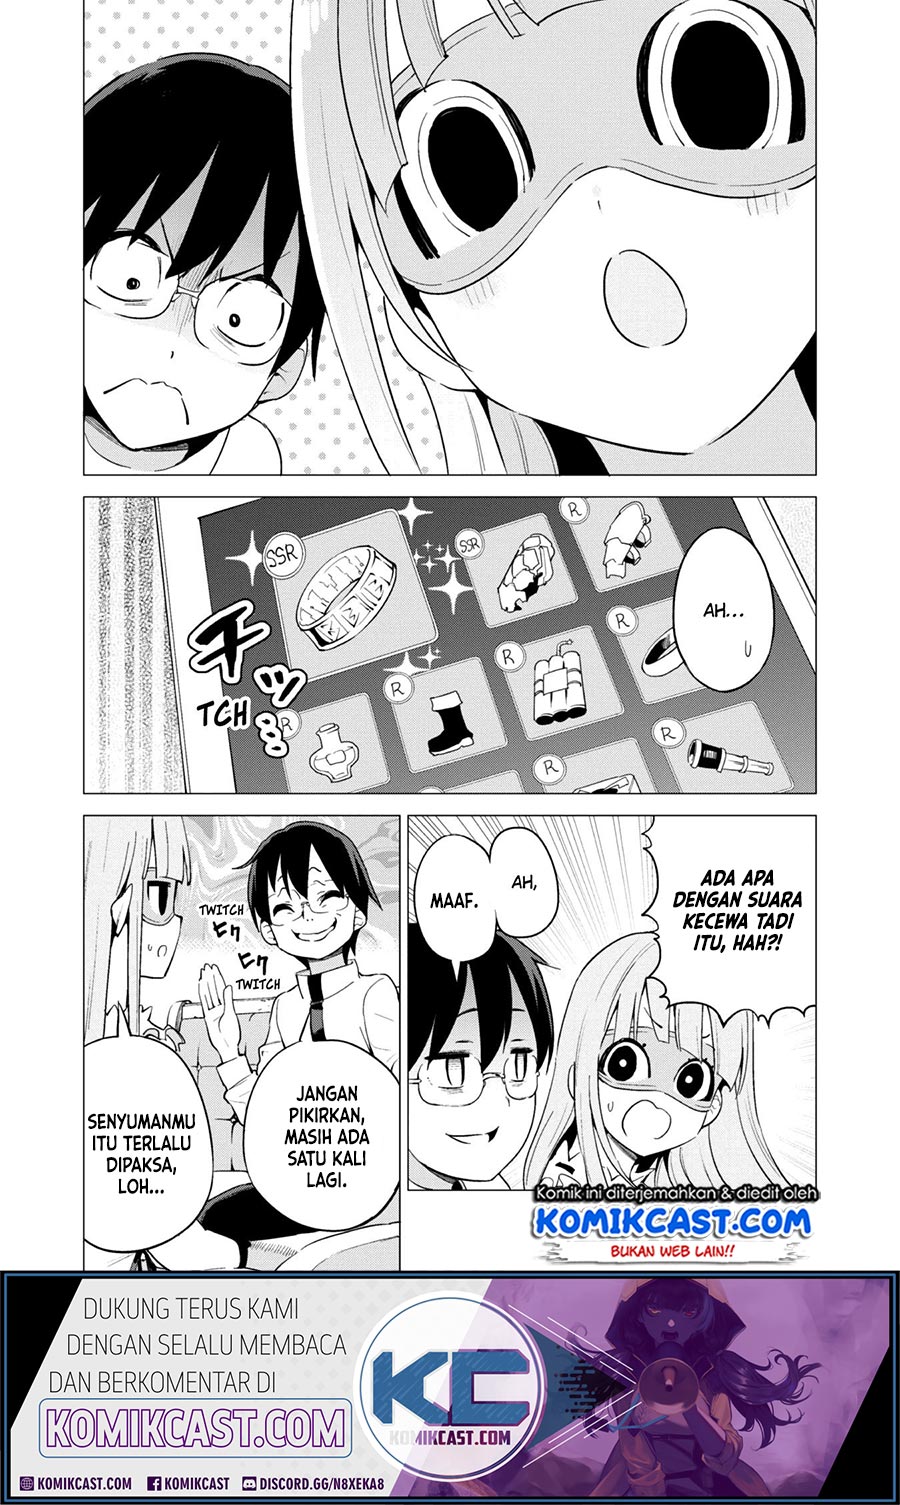 SSR
SSR
R
R
R
R
R
R
R
AH...
チッ
TCH
ADA APA
DENGAN SUARA
KECEWA TADI
ITU, HAH?!
AH,
MAAF.
TWITCH
ヒク
ヒク
TWITCH
JANGAN
PIKIRKAN,
MASIH ADA
SATU KALI
LAGI.
SENYUMANMU
ITU TERLALU
DIPAKSA,
LOH...
Komik ini diterjemahkan & diedit oleh
KOMIKCAST.COM
BUKAN WEB LAIN!!
DUKUNG TERUS KAMI
DENGAN SELALU MEMBACA
DAN BERKOMENTAR DI
KOMIKCAST.COM
KC
KOMIKCAST.COM
KOMIKCAST.COM
KOMIKCAST
DISCORD.GG/N8XEKA8